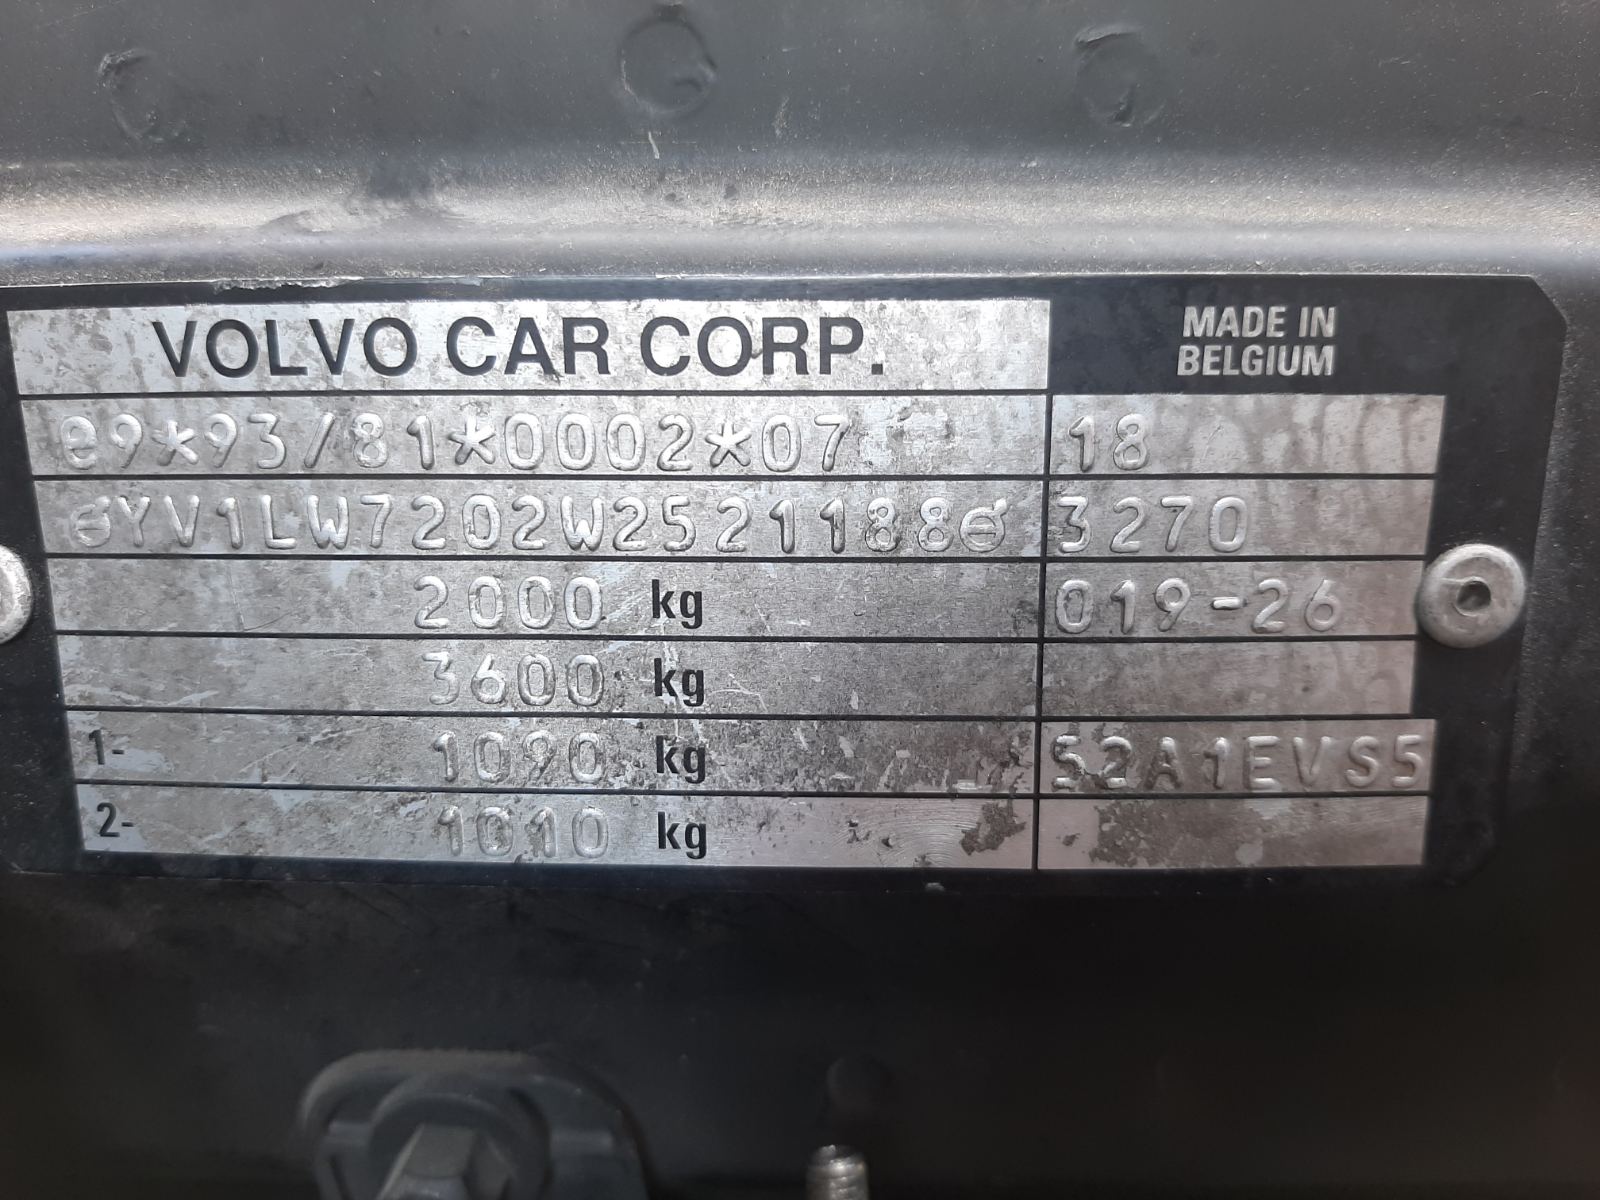 VOLVO CAR CORP.
MADE IN
BELGIUM
e9*93/81*0002*07 18
YV1LW7202W2521188 3270
2000 kg 019-26
3600 kg
1- 1090 kg 52A1EVS5
2- 1010 kg